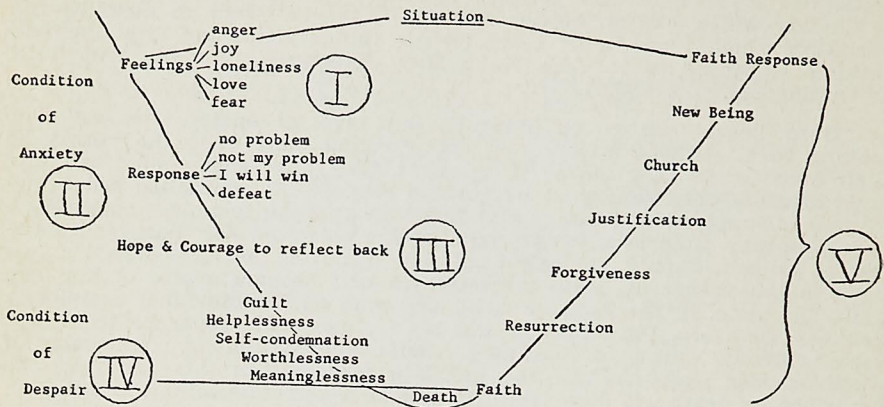 Situation
Feelings
anger
joy
loneliness
love
fear
I
Condition
of
Anxiety
II
Response
no problem
not my problem
I will win
defeat
Hope & Courage to reflect back
III
Guilt
Helplessness
Self-condemnation
Worthlessness
Meaninglessness
Condition
of
Despair
IV
Death
Faith
Resurrection
Forgiveness
Justification
Church
New Being
Faith Response
V